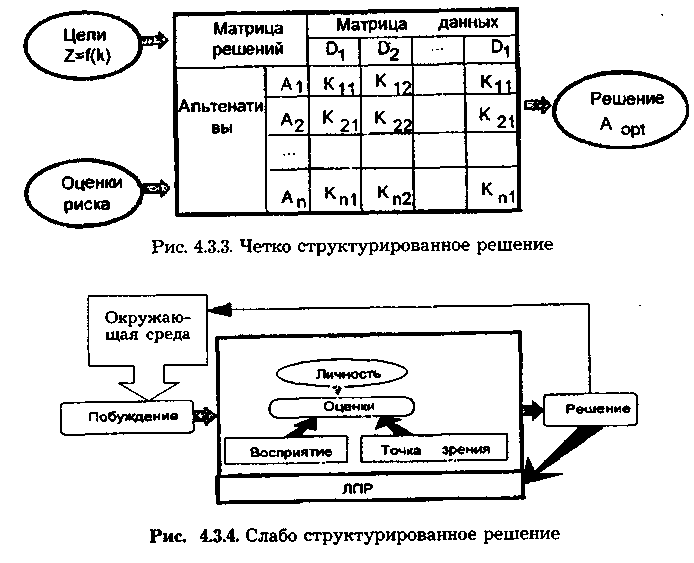 Цели
Z=f(k)
Матрица
решений
Матрица данных
D1 D2 ... D1
Альтенати
вы
A1 K11 K12 K11
A2 K21 K22 K21
...
An Kn1 Kn2 Kn1
Решение
A opt
Оценки
риска
Рис. 4.3.3. Четко структурированное решение
Окружаю-
щая среда
Побуждение
Личность
Оценки
Восприятие
Точка зрения
ЛПР
Решение
Рис. 4.3.4. Слабо структурированное решение